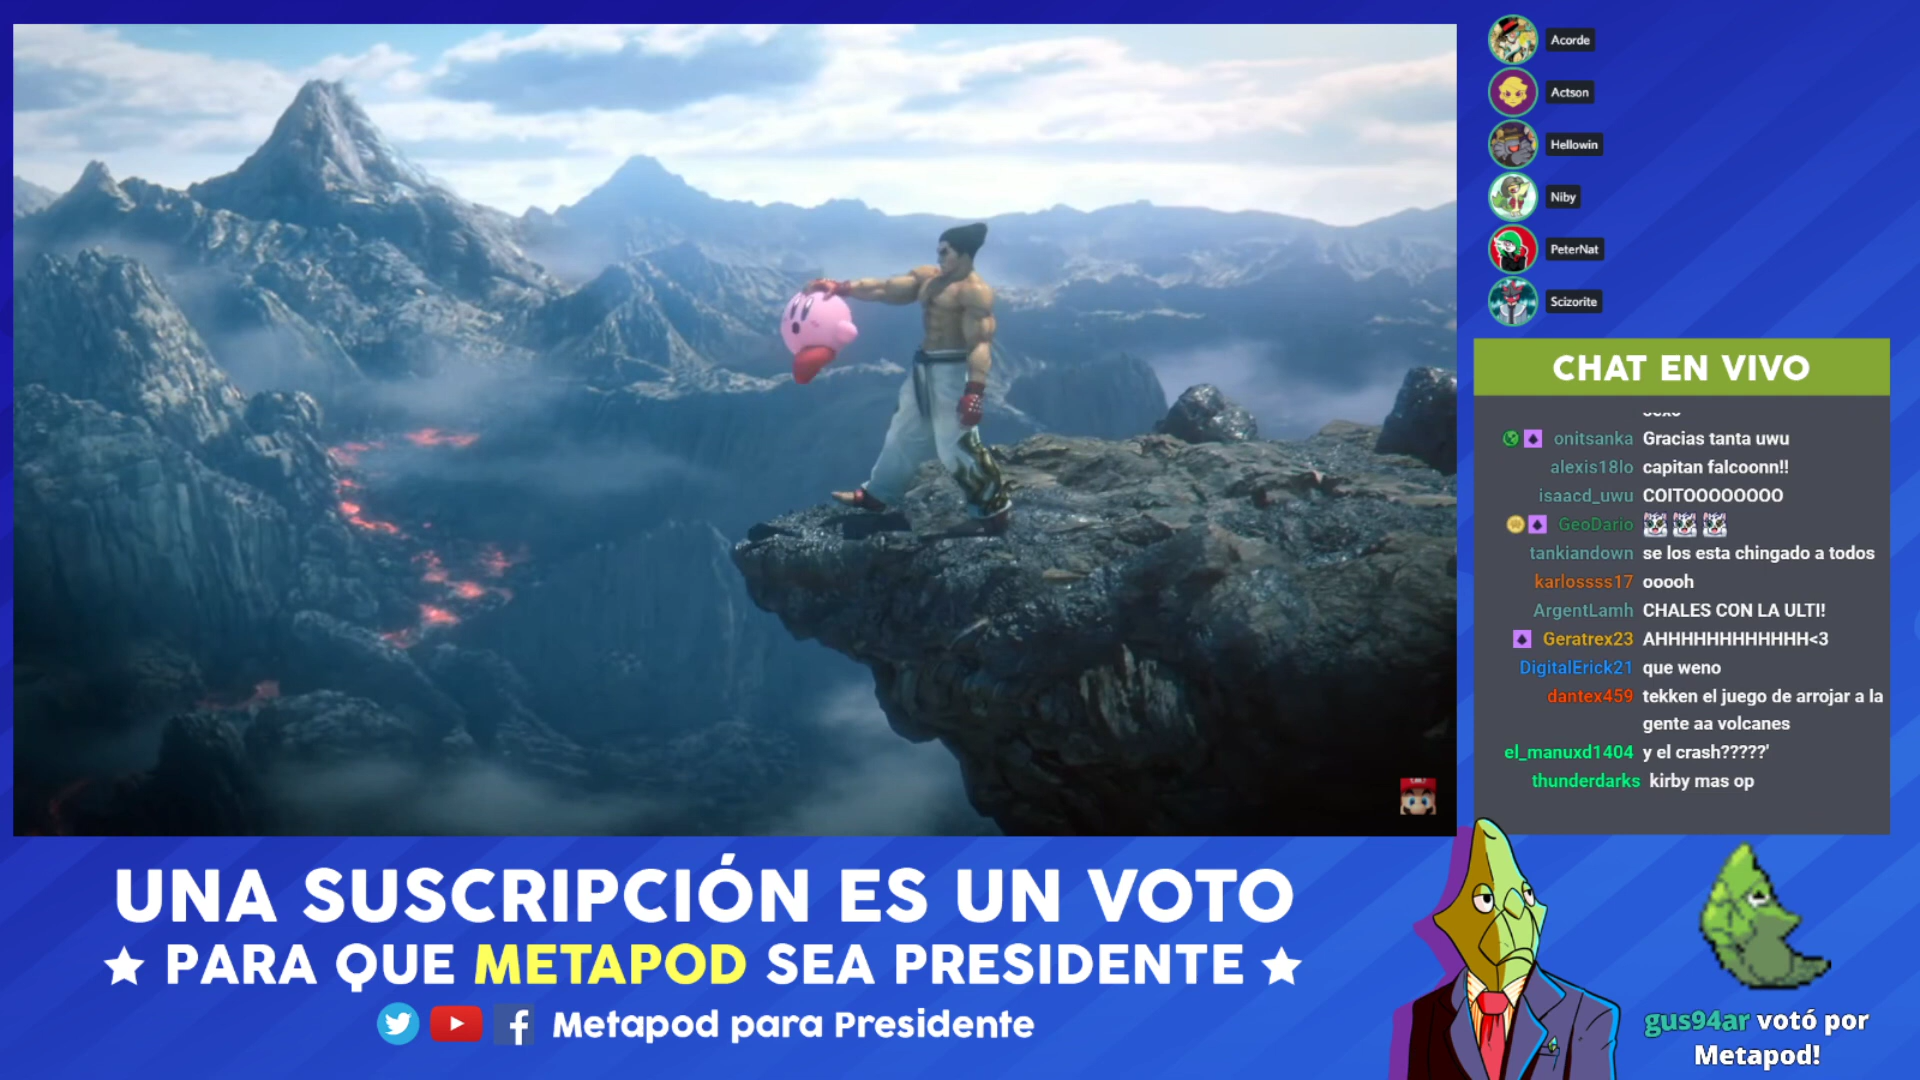 Acorde
Actson
Hellowin
Niby
PeterNat
Scizorite
CHAT EN VIVO
onitsanka Gracias tanta uwu
alexis18lo capitan falcoonn!!
isaacd_uwu COITOOOOOOOO
GeoDario
tankiandown se los esta chingado a todos
karlossss17 ooooh
ArgentLamh CHALES CON LA ULTI!
Geratrex23 AHHHHHHHHHHHH<3
DigitalErick21 que weno
dantex459 tekken el juego de arrojar a la
gente aa volcanes
el_manuxd1404 y el crash?????'
thunderdarks kirby mas op
UNA SUSCRIPCIÓN ES UN VOTO
★ PARA QUE METAPOD SEA PRESIDENTE ★
Metapod para Presidente
gus94ar votó por
Metapod!